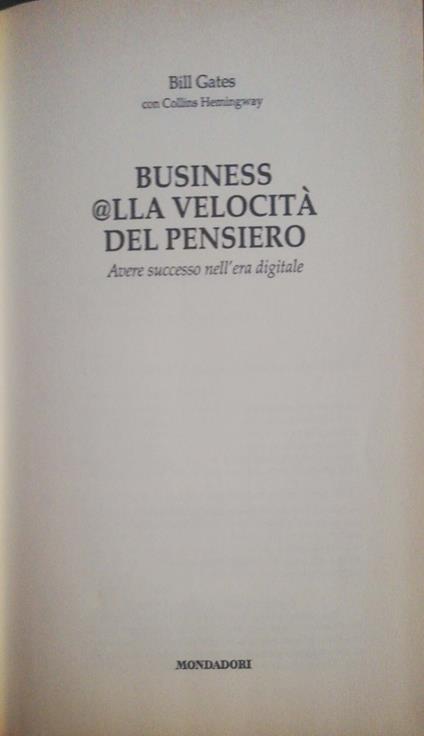 Bill Gates
con Collins Hemingway
BUSINESS
@LLA VELOCITÀ
DEL PENSIERO
Avere successo nell'era digitale
MONDADORI